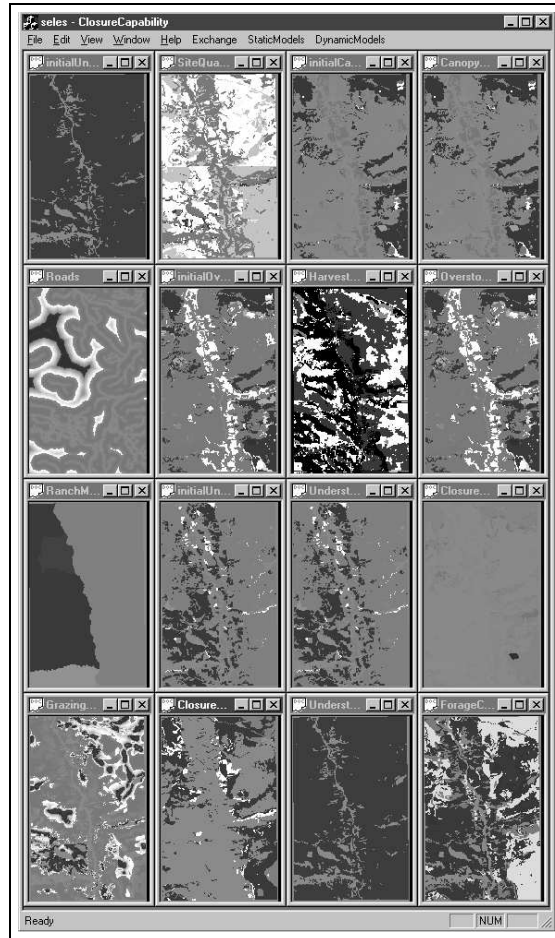 seles - ClosureCapability
File Edit View Window Help Exchange StaticModels DynamicModels
initialUn... SiteQua... initialCa... Canopy...
Roads initialOv... Harvest... Oversto...
RanchM... initialUn... Underst... Closure...
Grazing... Closure... Underst... ForageC...
Ready NUM